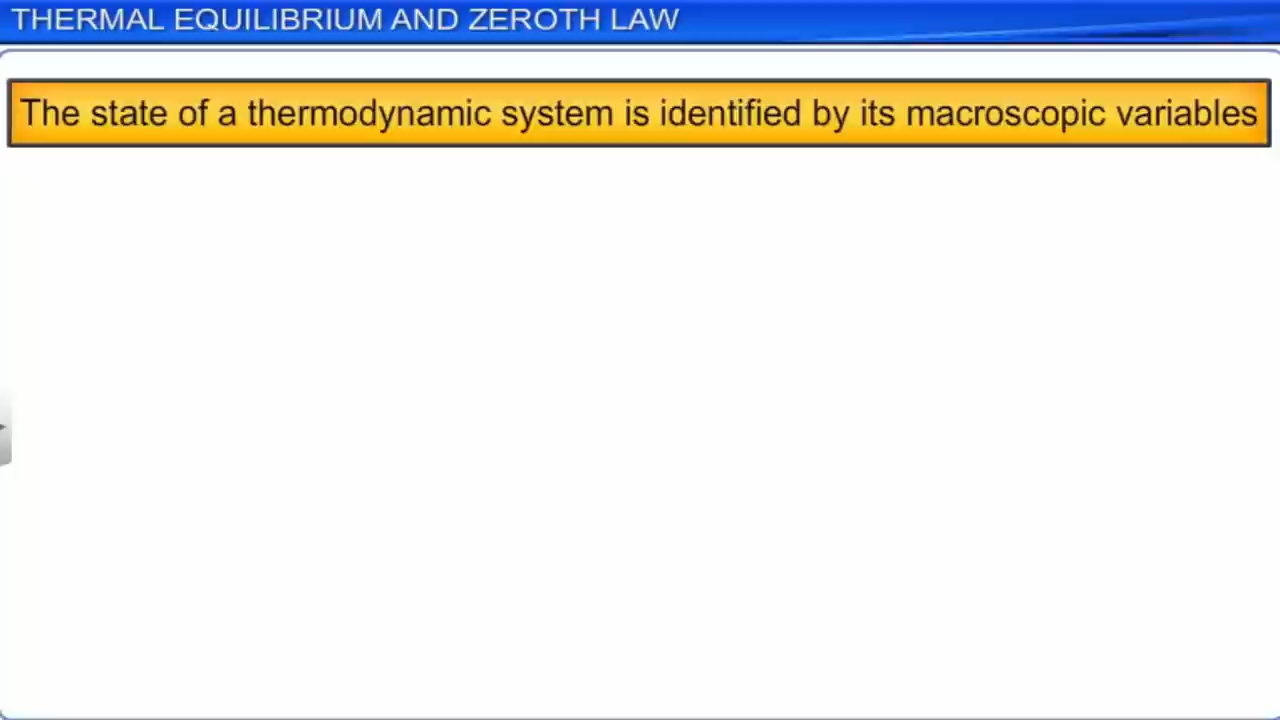 THERMAL EQUILIBRIUM AND ZEROTH LAW
The state of a thermodynamic system is identified by its macroscopic variables